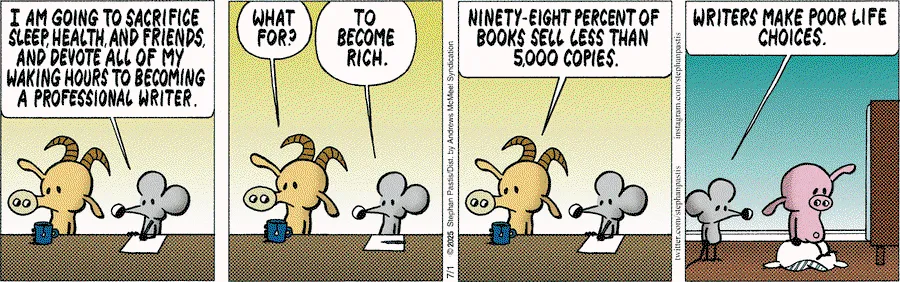 I AM GOING TO SACRIFICE
SLEEP, HEALTH, AND FRIENDS,
AND DEVOTE ALL OF MY
WAKING HOURS TO BECOMING
A PROFESSIONAL WRITER.
WHAT
FOR?
TO
BECOME
RICH.
7/1 © 2025 Stephan Pastis/Dist. by Andrews McMeel Syndication
NINETY-EIGHT PERCENT OF
BOOKS SELL LESS THAN
5,000 COPIES.
twitter.com/stephanpastis instagram.com/stephanpastis
WRITERS MAKE POOR LIFE
CHOICES.